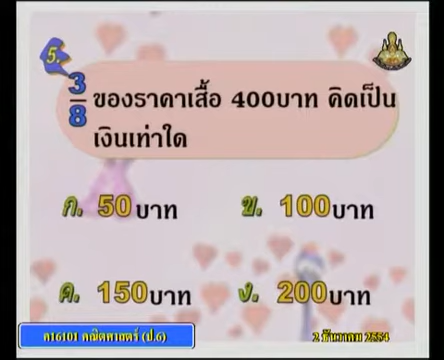 5.
3/8 ของราคาเสื้อ 400บาท คิดเป็น
เงินเท่าใด
ก. 50บาท
ข. 100บาท
ค. 150บาท
ง. 200บาท
ค16101 คณิตศาสตร์ (ป.6)
2 ธันวาคม 2554